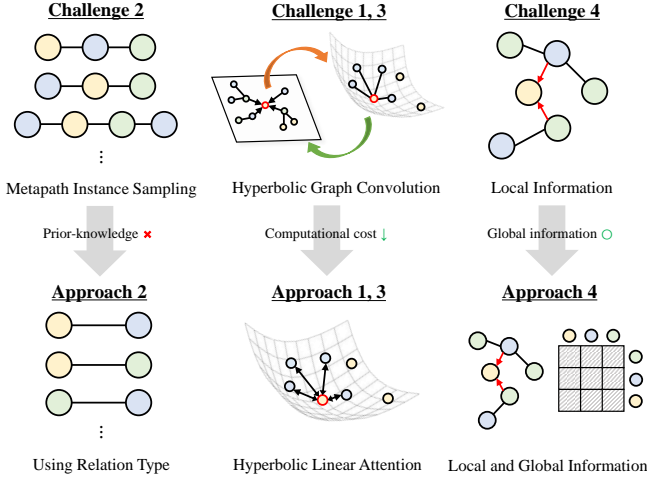 Challenge 2
Challenge 1, 3
Challenge 4
⋮
Metapath Instance Sampling
Hyperbolic Graph Convolution
Local Information
Prior-knowledge ✖
Computational cost ↓
Global information ○
Approach 2
Approach 1, 3
Approach 4
⋮
Using Relation Type
Hyperbolic Linear Attention
Local and Global Information